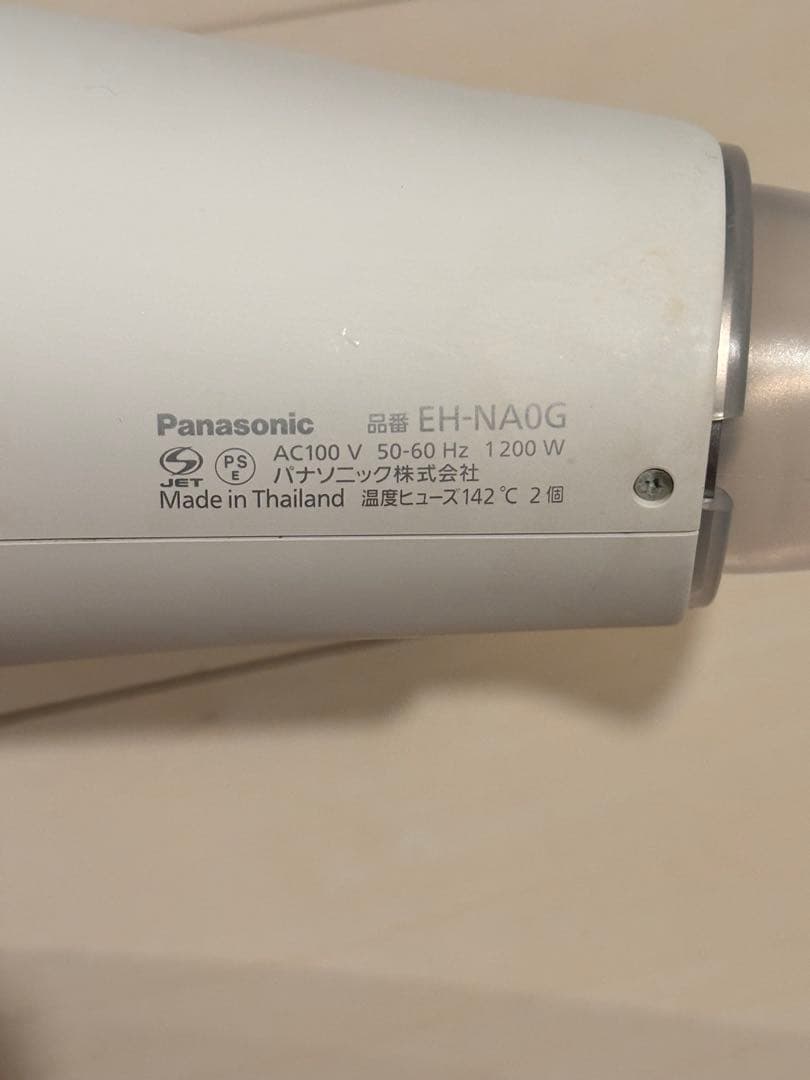 Panasonic 品番 EH-NA0G
JET PS E AC100 V 50-60 Hz 1200 W
パナソニック株式会社
Made in Thailand 温度ヒューズ142℃ 2個